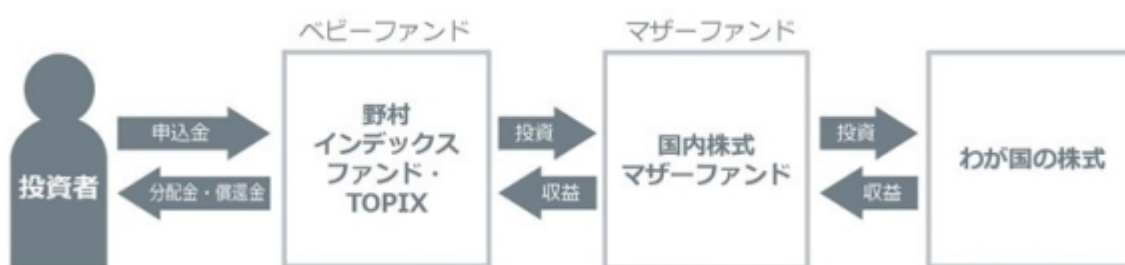 ベビーファンド
マザーファンド
投資者
申込金
分配金・償還金
野村
インデックス
ファンド・
TOPIX
投資
収益
国内株式
マザーファンド
投資
収益
わが国の株式